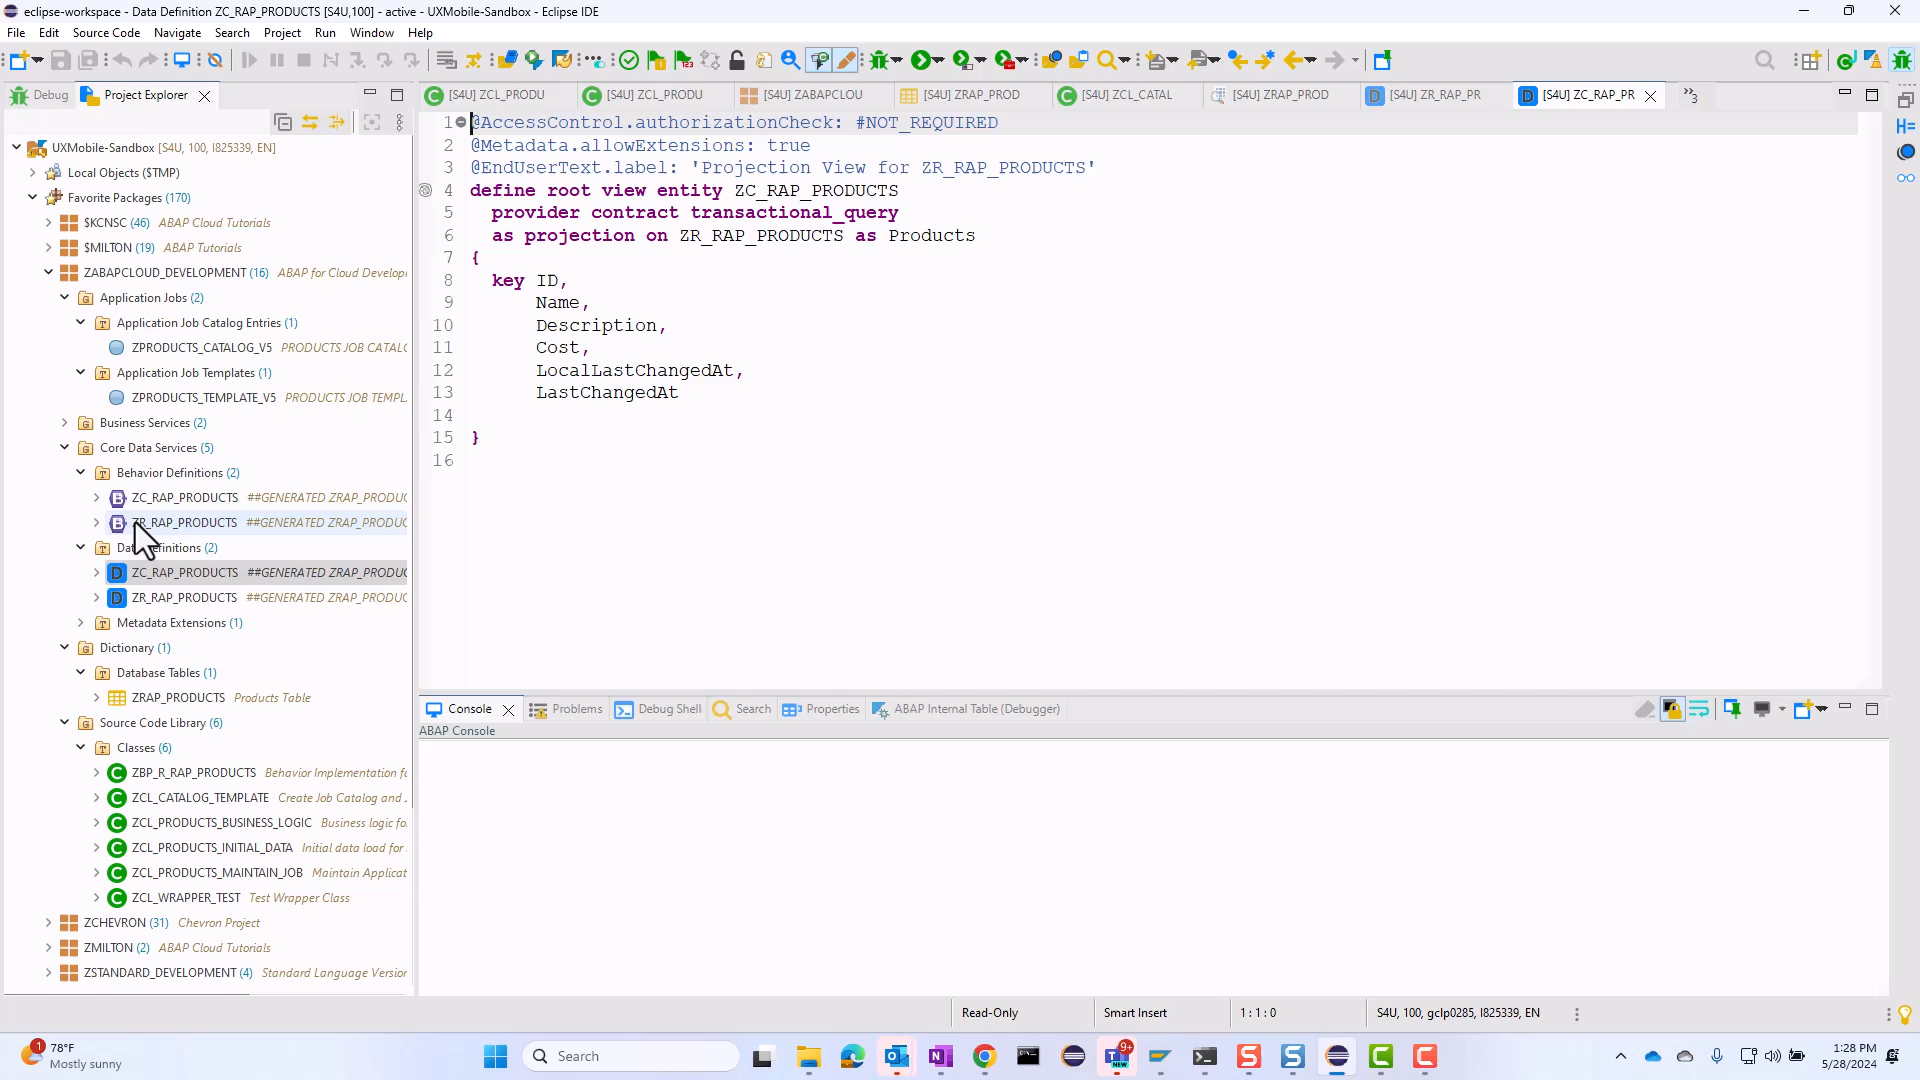 eclipse-workspace - Data Definition ZC_RAP_PRODUCTS [S4U,100] - active - UXMobile-Sandbox - Eclipse IDE
File Edit Source Code Navigate Search Project Run Window Help
Debug Project Explorer
[S4U] ZCL_PRODU [S4U] ZCL_PRODU [S4U] ZABAPCLOU [S4U] ZRAP_PROD [S4U] ZCL_CATAL [S4U] ZRAP_PROD [S4U] ZR_RAP_PR [S4U] ZC_RAP_PR »3
UXMobile-Sandbox [S4U, 100, I825339, EN]
Local Objects ($TMP)
Favorite Packages (170)
$KCNSC (46) ABAP Cloud Tutorials
$MILTON (19) ABAP Tutorials
ZABAPCLOUD_DEVELOPMENT (16) ABAP for Cloud Develop
Application Jobs (2)
Application Job Catalog Entries (1)
ZPRODUCTS_CATALOG_V5 PRODUCTS JOB CATALO
Application Job Templates (1)
ZPRODUCTS_TEMPLATE_V5 PRODUCTS JOB TEMPL
Business Services (2)
Core Data Services (5)
Behavior Definitions (2)
ZC_RAP_PRODUCTS ##GENERATED ZRAP_PRODUC
ZR_RAP_PRODUCTS ##GENERATED ZRAP_PRODUC
Data Definitions (2)
ZC_RAP_PRODUCTS ##GENERATED ZRAP_PRODUC
ZR_RAP_PRODUCTS ##GENERATED ZRAP_PRODUC
Metadata Extensions (1)
Dictionary (1)
Database Tables (1)
ZRAP_PRODUCTS Products Table
Source Code Library (6)
Classes (6)
ZBP_R_RAP_PRODUCTS Behavior Implementation fo
ZCL_CATALOG_TEMPLATE Create Job Catalog and J
ZCL_PRODUCTS_BUSINESS_LOGIC Business logic fo
ZCL_PRODUCTS_INITIAL_DATA Initial data load for
ZCL_PRODUCTS_MAINTAIN_JOB Maintain Applicat
ZCL_WRAPPER_TEST Test Wrapper Class
ZCHEVRON (31) Chevron Project
ZMILTON (2) ABAP Cloud Tutorials
ZSTANDARD_DEVELOPMENT (4) Standard Language Version
1 @AccessControl.authorizationCheck: #NOT_REQUIRED
2 @Metadata.allowExtensions: true
3 @EndUserText.label: 'Projection View for ZR_RAP_PRODUCTS'
4 define root view entity ZC_RAP_PRODUCTS
5 provider contract transactional_query
6 as projection on ZR_RAP_PRODUCTS as Products
7 {
8 key ID,
9 Name,
10 Description,
11 Cost,
12 LocalLastChangedAt,
13 LastChangedAt
14
15 }
16
Console Problems Debug Shell Search Properties ABAP Internal Table (Debugger)
ABAP Console
Read-Only Smart Insert 1 : 1 : 0 S4U, 100, gclp0285, I825339, EN
1 78°F
Mostly sunny
Search
NEW 9+
1:28 PM
5/28/2024